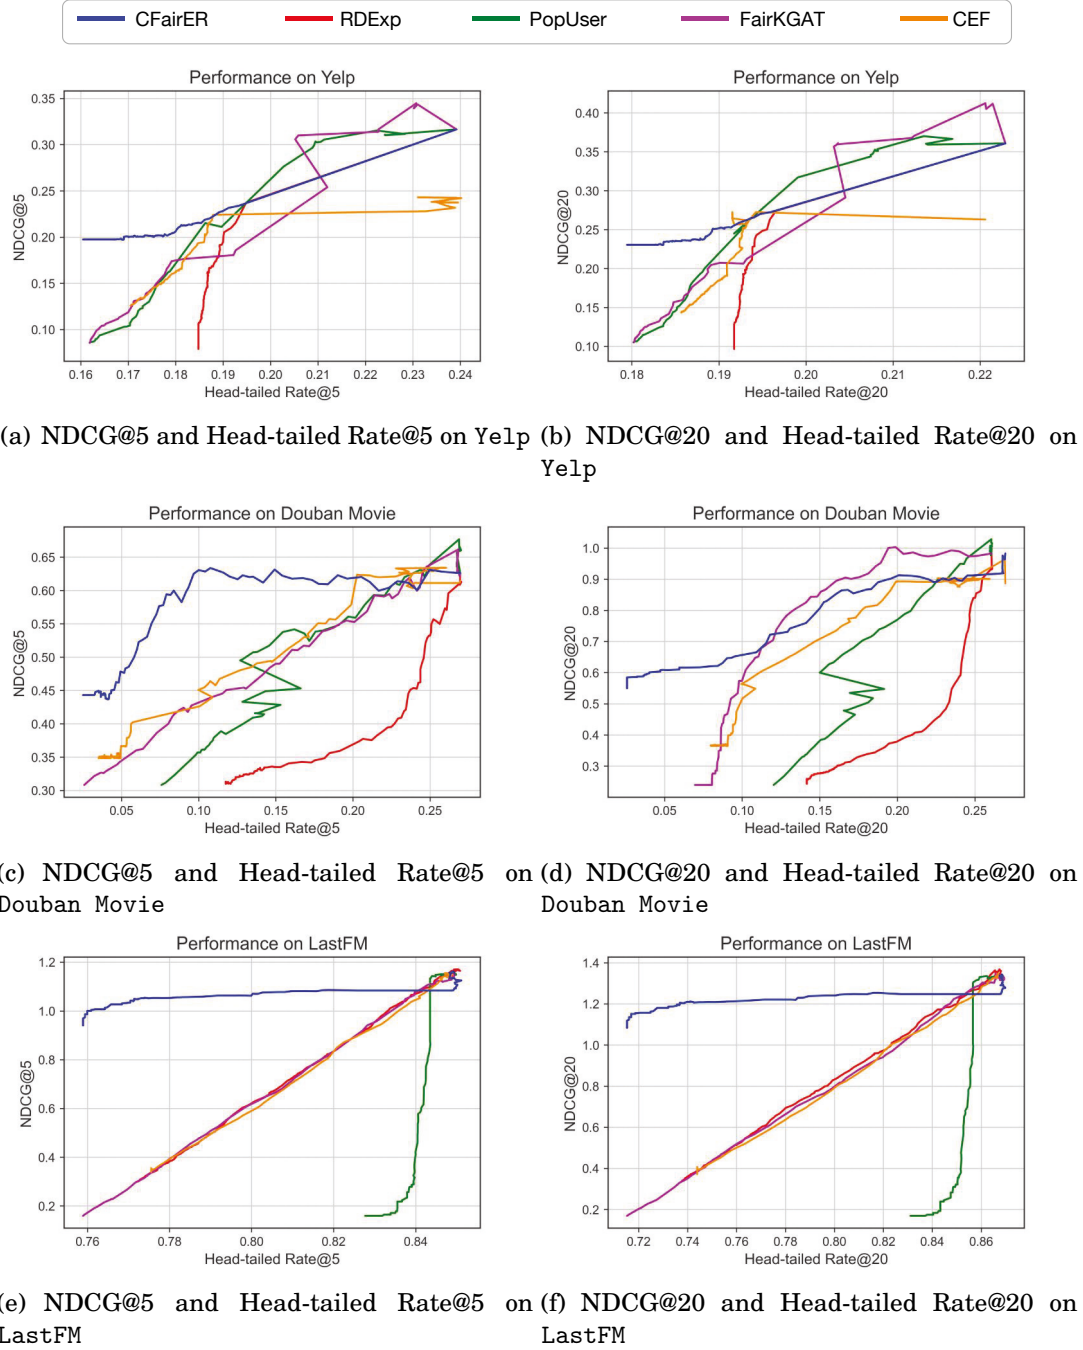 CFairER RDExp PopUser FairKGAT CEF
Performance on Yelp
0.35
0.30
0.25
0.20
0.15
0.10
NDCG@5
0.16 0.17 0.18 0.19 0.20 0.21 0.22 0.23 0.24
Head-tailed Rate@5
Performance on Yelp
0.40
0.35
0.30
0.25
0.20
0.15
0.10
NDCG@20
0.18 0.19 0.20 0.21 0.22
Head-tailed Rate@20
(a) NDCG@5 and Head-tailed Rate@5 on Yelp
(b) NDCG@20 and Head-tailed Rate@20 on
Yelp
Performance on Douban Movie
0.65
0.60
0.55
0.50
0.45
0.40
0.35
0.30
NDCG@5
0.05 0.10 0.15 0.20 0.25
Head-tailed Rate@5
Performance on Douban Movie
1.0
0.9
0.8
0.7
0.6
0.5
0.4
0.3
NDCG@20
0.05 0.10 0.15 0.20 0.25
Head-tailed Rate@20
(c) NDCG@5 and Head-tailed Rate@5 on
Douban Movie
(d) NDCG@20 and Head-tailed Rate@20 on
Douban Movie
Performance on LastFM
1.2
1.0
0.8
0.6
0.4
0.2
NDCG@5
0.76 0.78 0.80 0.82 0.84
Head-tailed Rate@5
Performance on LastFM
1.4
1.2
1.0
0.8
0.6
0.4
0.2
NDCG@20
0.72 0.74 0.76 0.78 0.80 0.82 0.84 0.86
Head-tailed Rate@20
(e) NDCG@5 and Head-tailed Rate@5 on
LastFM
(f) NDCG@20 and Head-tailed Rate@20 on
LastFM